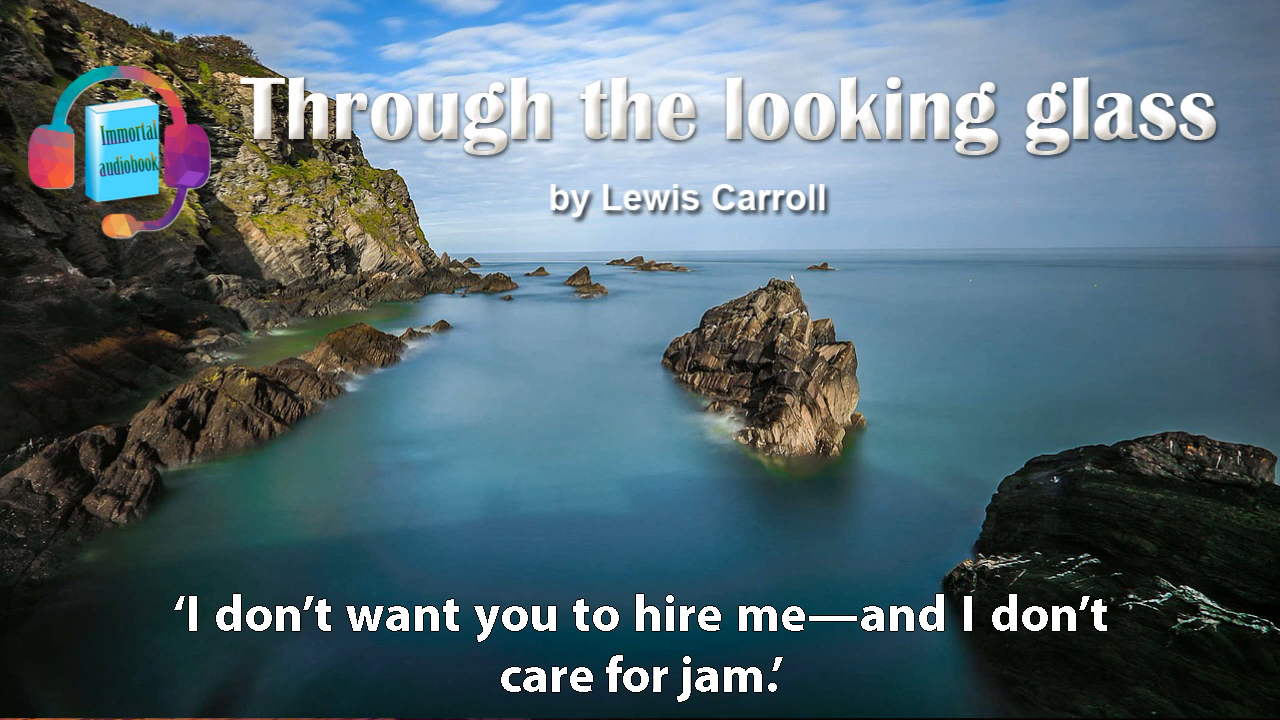 Through the looking glass
Immortal
audiobook
by Lewis Carroll
‘I don’t want you to hire me—and I don’t
care for jam.’